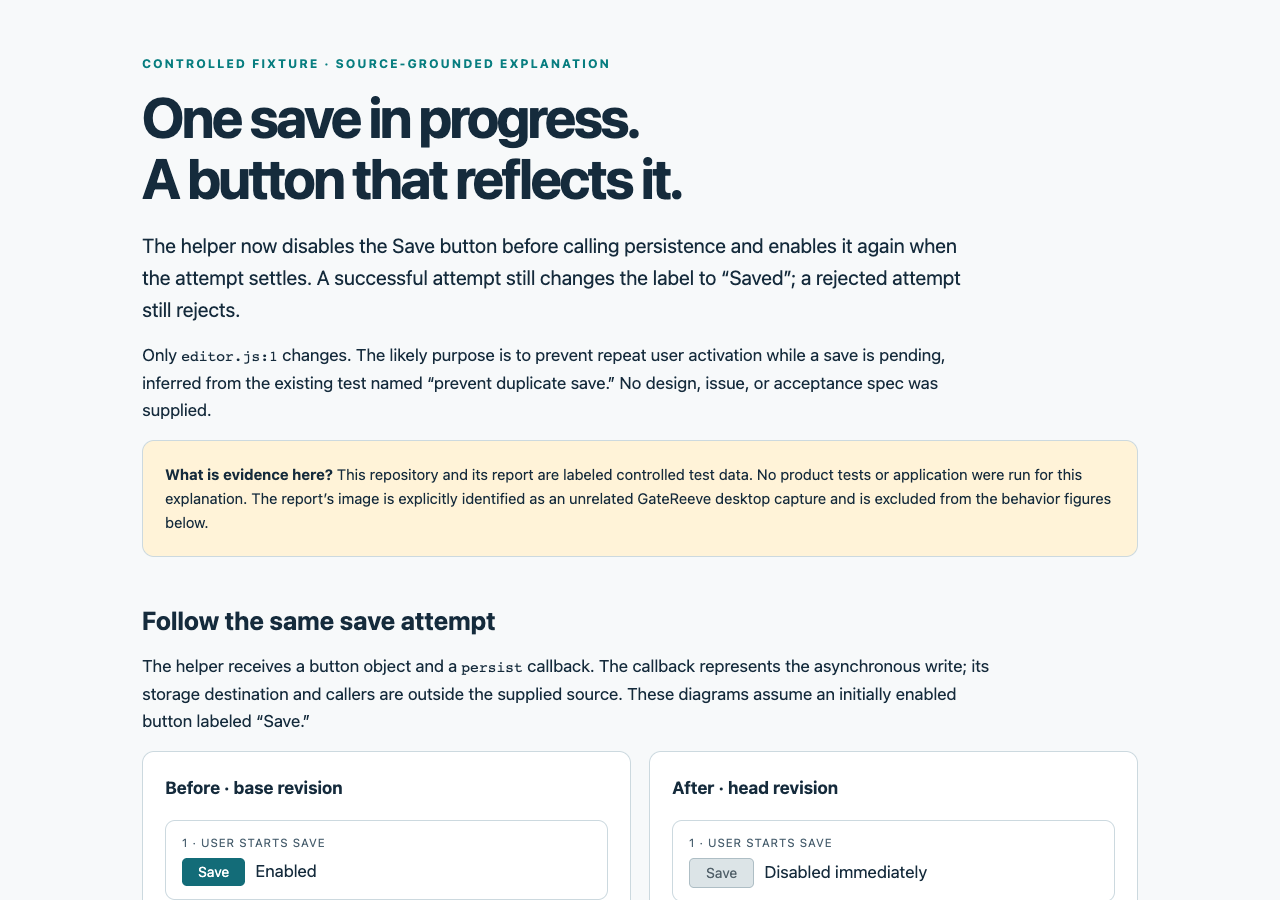 CONTROLLED FIXTURE · SOURCE-GROUNDED EXPLANATION
One save in progress.
A button that reflects it.
The helper now disables the Save button before calling persistence and enables it again when
the attempt settles. A successful attempt still changes the label to “Saved”; a rejected attempt
still rejects.
Only editor.js:1 changes. The likely purpose is to prevent repeat user activation while a save is pending,
inferred from the existing test named “prevent duplicate save.” No design, issue, or acceptance spec was
supplied.
What is evidence here? This repository and its report are labeled controlled test data. No product tests or application were run for this
explanation. The report’s image is explicitly identified as an unrelated GateReeve desktop capture and is excluded from the behavior figures
below.
Follow the same save attempt
The helper receives a button object and a persist callback. The callback represents the asynchronous write; its
storage destination and callers are outside the supplied source. These diagrams assume an initially enabled
button labeled “Save.”
Before · base revision
1 · USER STARTS SAVE
Save Enabled
After · head revision
1 · USER STARTS SAVE
Save Disabled immediately